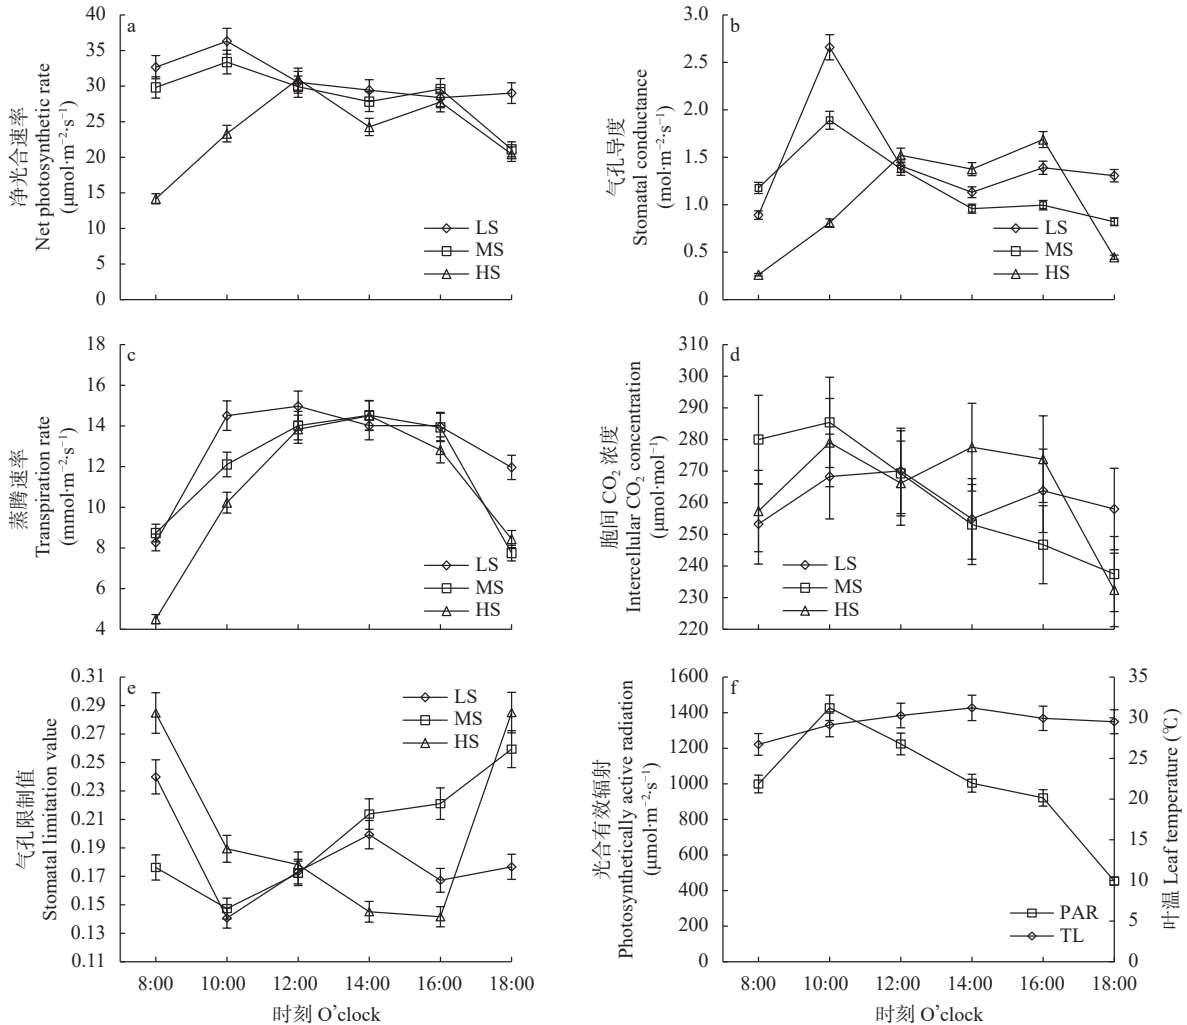 a
净光合速率
Net photosynthetic rate
(μmol·m⁻²·s⁻¹)
40
35
30
25
20
15
10
5
0
LS
MS
HS
b
气孔导度
Stomatal conductance
(mol·m⁻²·s⁻¹)
3.0
2.5
2.0
1.5
1.0
0.5
0
LS
MS
HS
c
蒸腾速率
Transpiration rate
(mmol·m⁻²·s⁻¹)
18
16
14
12
10
8
6
4
LS
MS
HS
d
胞间 CO₂ 浓度
Intercellular CO₂ concentration
(μmol·mol⁻¹)
310
300
290
280
270
260
250
240
230
220
LS
MS
HS
e
气孔限制值
Stomatal limitation value
0.31
0.29
0.27
0.25
0.23
0.21
0.19
0.17
0.15
0.13
0.11
LS
MS
HS
8:00 10:00 12:00 14:00 16:00 18:00
时刻 O’clock
f
光合有效辐射
Photosynthetically active radiation
(μmol·m⁻²·s⁻¹)
1600
1400
1200
1000
800
600
400
200
0
PAR
TL
35
30
25
20
15
10
5
0
叶温 Leaf temperature (℃)
8:00 10:00 12:00 14:00 16:00 18:00
时刻 O’clock